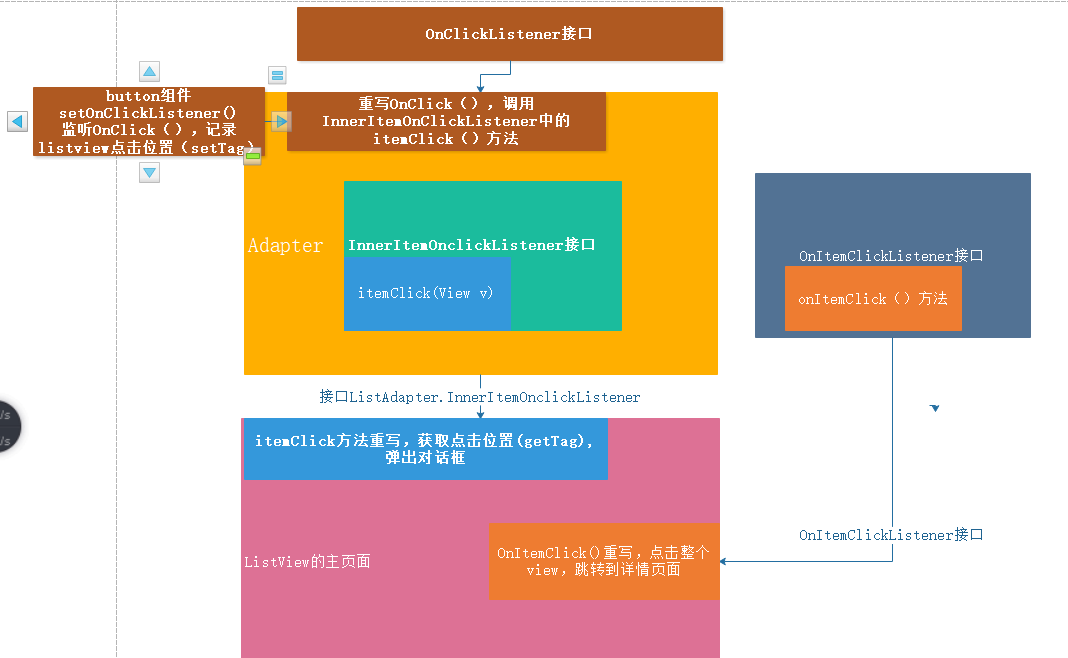 OnClickListener接口
button组件
setOnClickListener()
监听OnClick（），记录
listview点击位置（setTag）
重写OnClick（），调用
InnerItemOnClickListener中的
itemClick（）方法
Adapter
InnerItemOnclickListener接口
itemClick(View v)
OnItemClickListener接口
onItemClick（）方法
接口ListAdapter.InnerItemOnclickListener
itemClick方法重写，获取点击位置(getTag)，
弹出对话框
OnItemClickListener接口
ListView的主页面
OnItemClick()重写，点击整个
view，跳转到详情页面
/s
/s